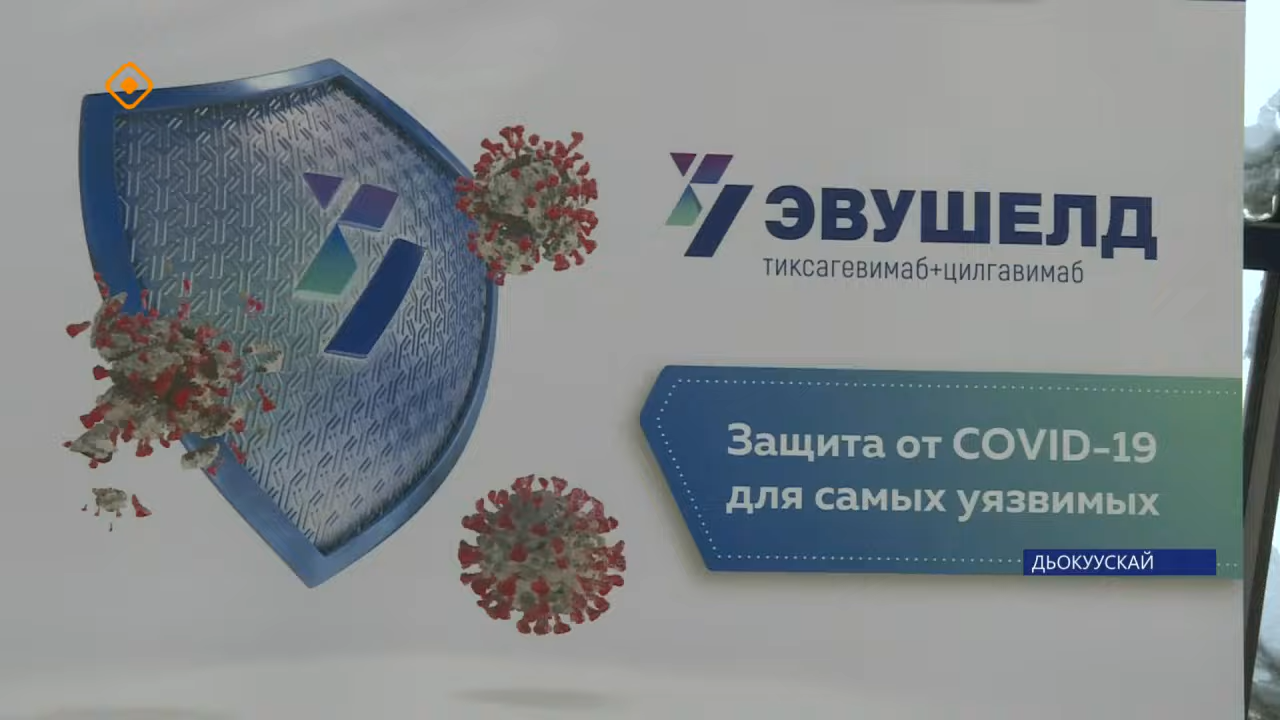 ЭВУШЕЛД
тиксагевимаб+цилгавимаб
Защита от COVID-19
для самых уязвимых
ДЬОКУУСКАЙ